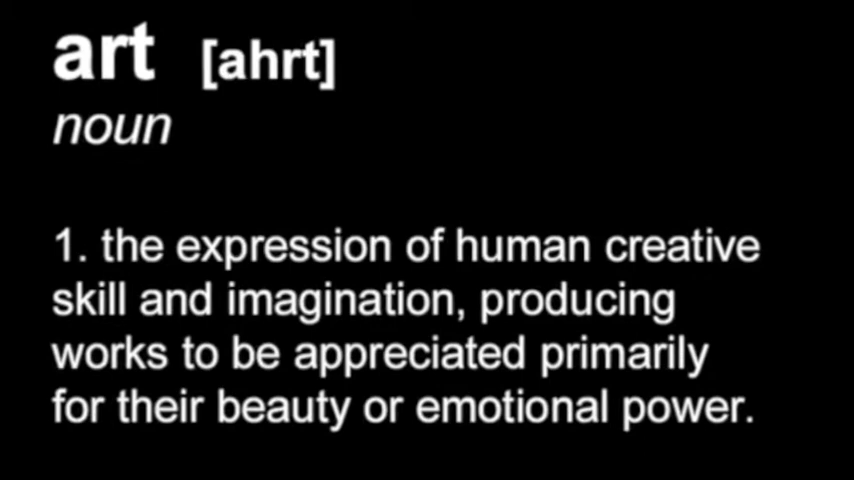 art [ahrt]
noun
1. the expression of human creative
skill and imagination, producing
works to be appreciated primarily
for their beauty or emotional power.